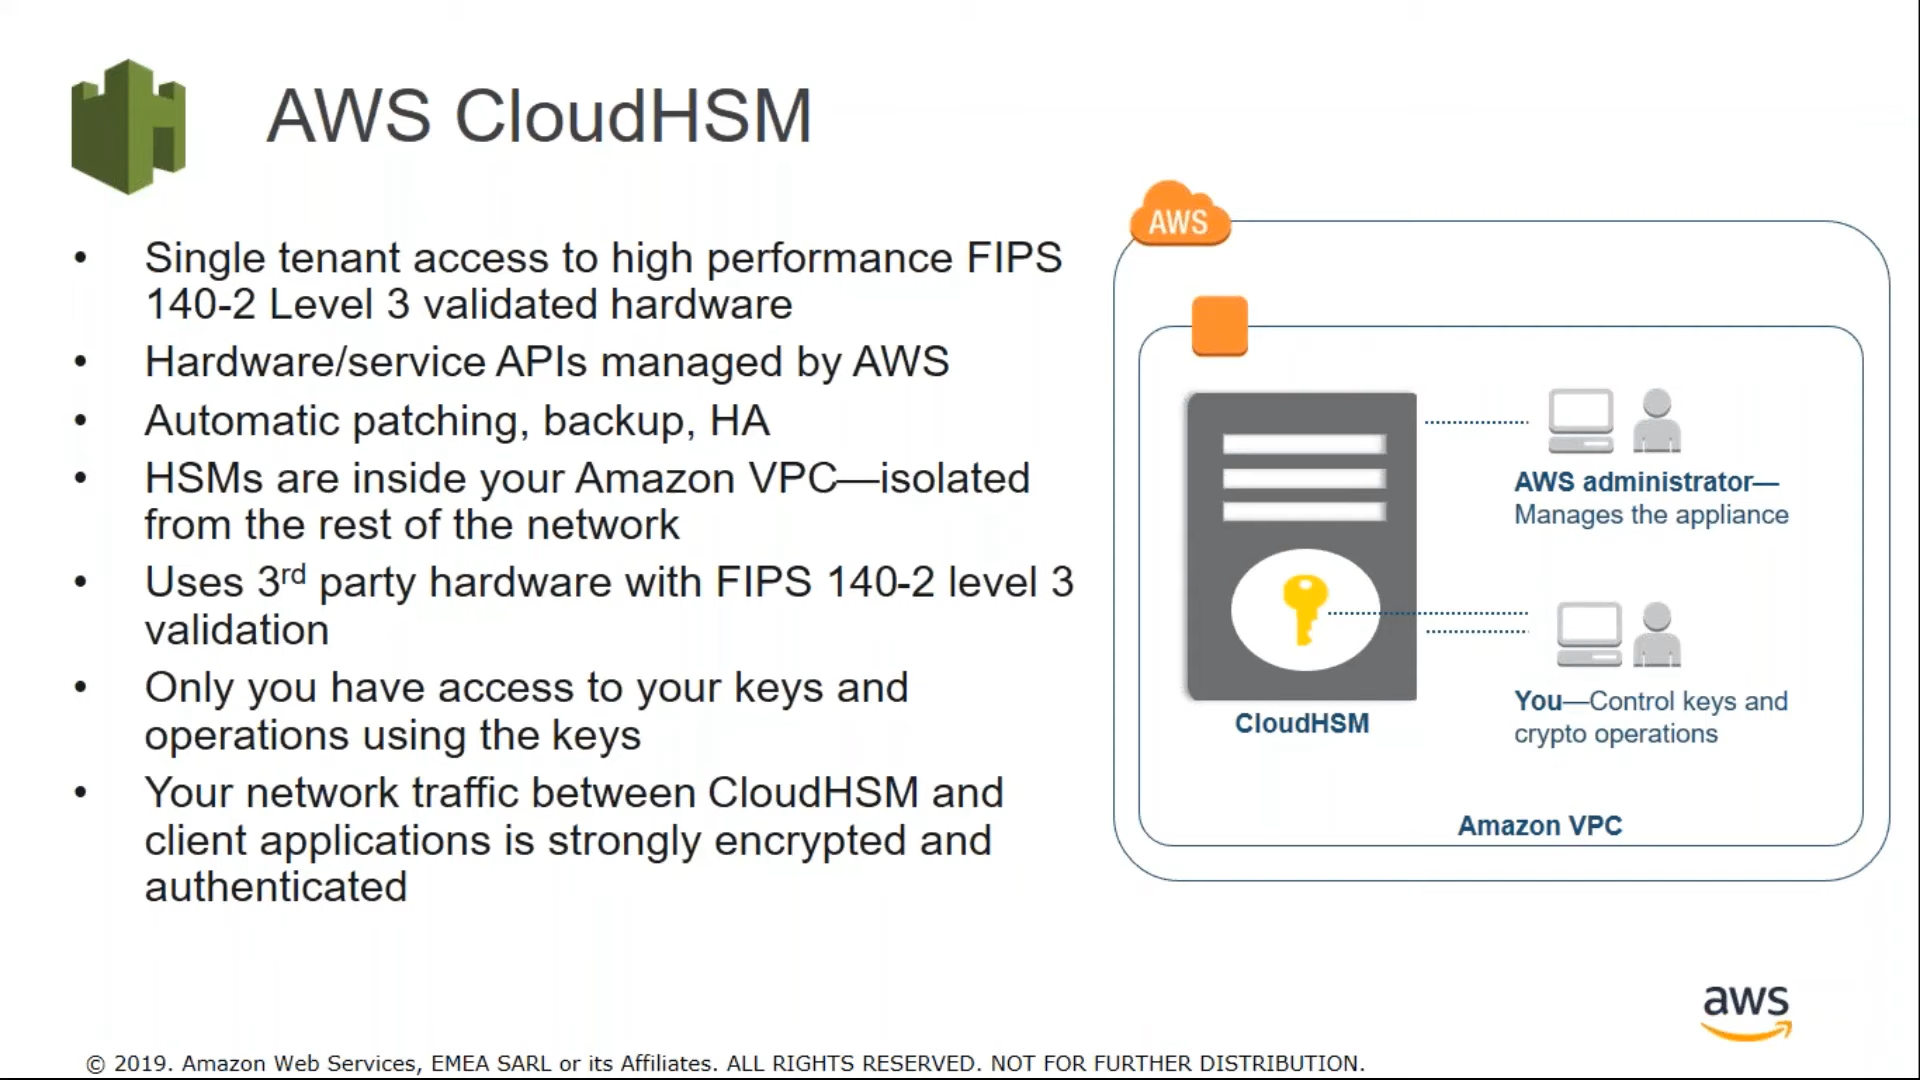 AWS CloudHSM
• Single tenant access to high performance FIPS
140-2 Level 3 validated hardware
• Hardware/service APIs managed by AWS
• Automatic patching, backup, HA
• HSMs are inside your Amazon VPC—isolated
from the rest of the network
• Uses 3rd party hardware with FIPS 140-2 level 3
validation
• Only you have access to your keys and
operations using the keys
• Your network traffic between CloudHSM and
client applications is strongly encrypted and
authenticated
AWS
AWS administrator—
Manages the appliance
CloudHSM
You—Control keys and
crypto operations
Amazon VPC
aws
© 2019. Amazon Web Services, EMEA SARL or its Affiliates. ALL RIGHTS RESERVED. NOT FOR FURTHER DISTRIBUTION.